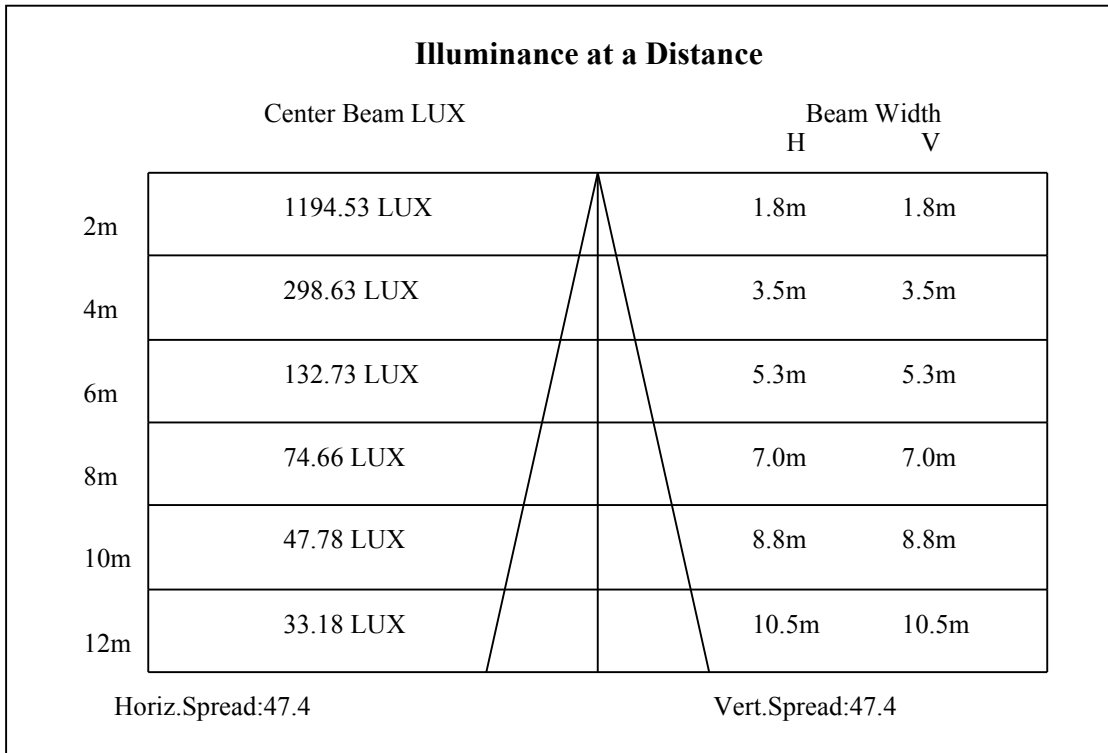 Illuminance at a Distance
Center Beam LUX Beam Width
H V
2m 1194.53 LUX 1.8m 1.8m
4m 298.63 LUX 3.5m 3.5m
6m 132.73 LUX 5.3m 5.3m
8m 74.66 LUX 7.0m 7.0m
10m 47.78 LUX 8.8m 8.8m
12m 33.18 LUX 10.5m 10.5m
Horiz.Spread:47.4 Vert.Spread:47.4